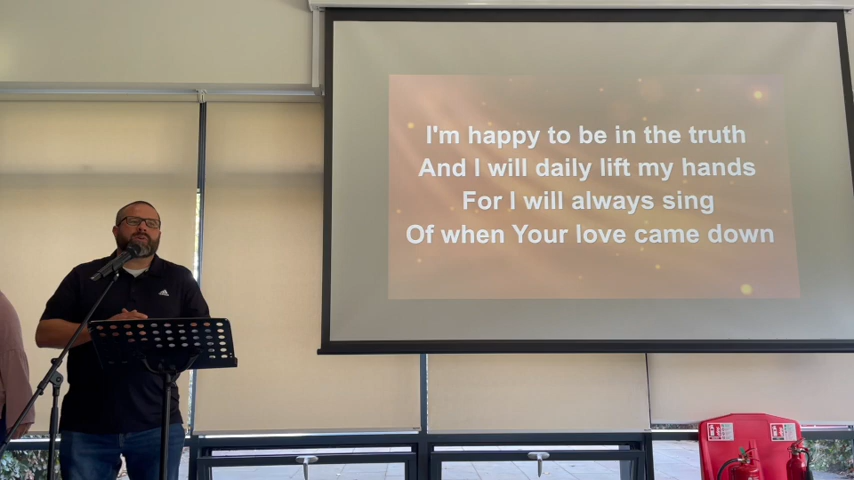 I'm happy to be in the truth
And I will daily lift my hands
For I will always sing
Of when Your love came down